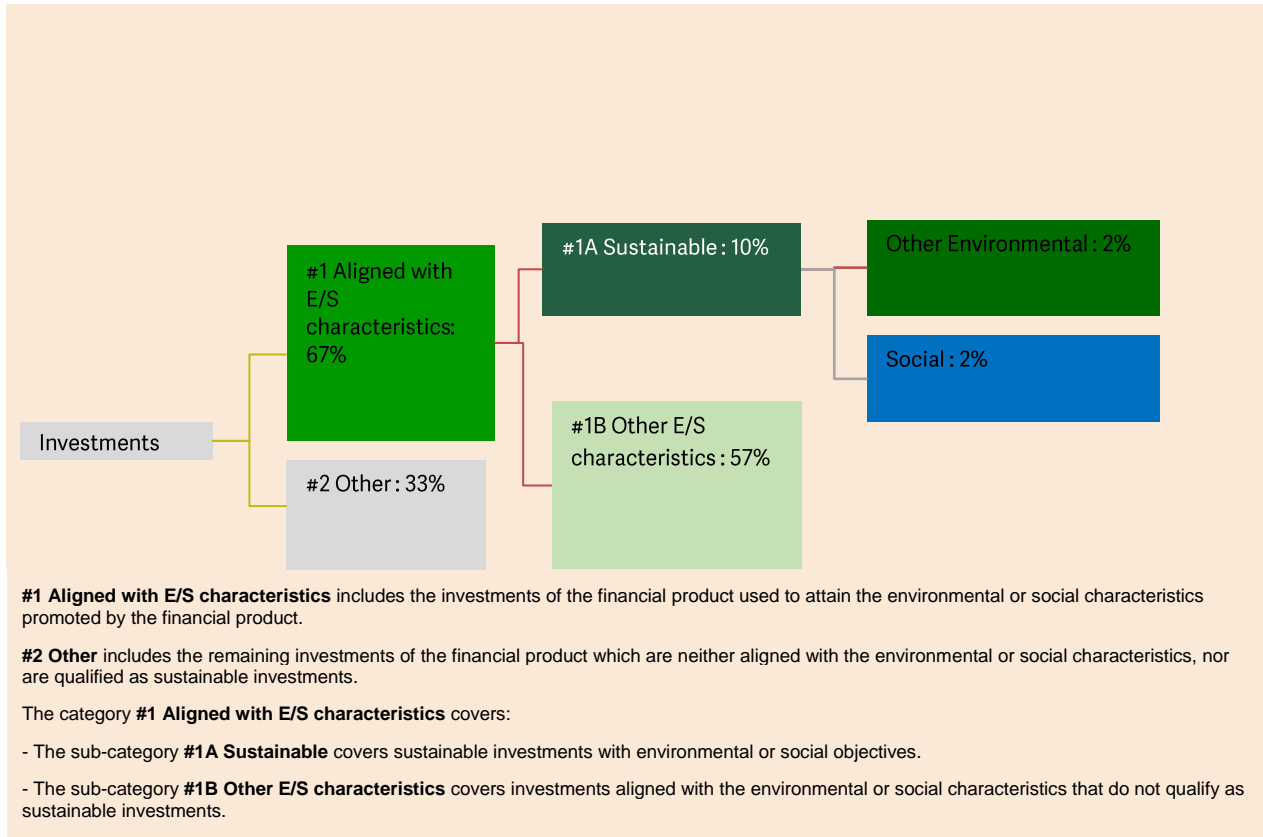 #1A Sustainable : 10%
Other Environmental : 2%
#1 Aligned with
E/S
characteristics:
67%
Social : 2%
#1B Other E/S
characteristics : 57%
Investments
#2 Other : 33%
#1 Aligned with E/S characteristics includes the investments of the financial product used to attain the environmental or social characteristics
promoted by the financial product.
#2 Other includes the remaining investments of the financial product which are neither aligned with the environmental or social characteristics, nor
are qualified as sustainable investments.
The category #1 Aligned with E/S characteristics covers:
- The sub-category #1A Sustainable covers sustainable investments with environmental or social objectives.
- The sub-category #1B Other E/S characteristics covers investments aligned with the environmental or social characteristics that do not qualify as
sustainable investments.